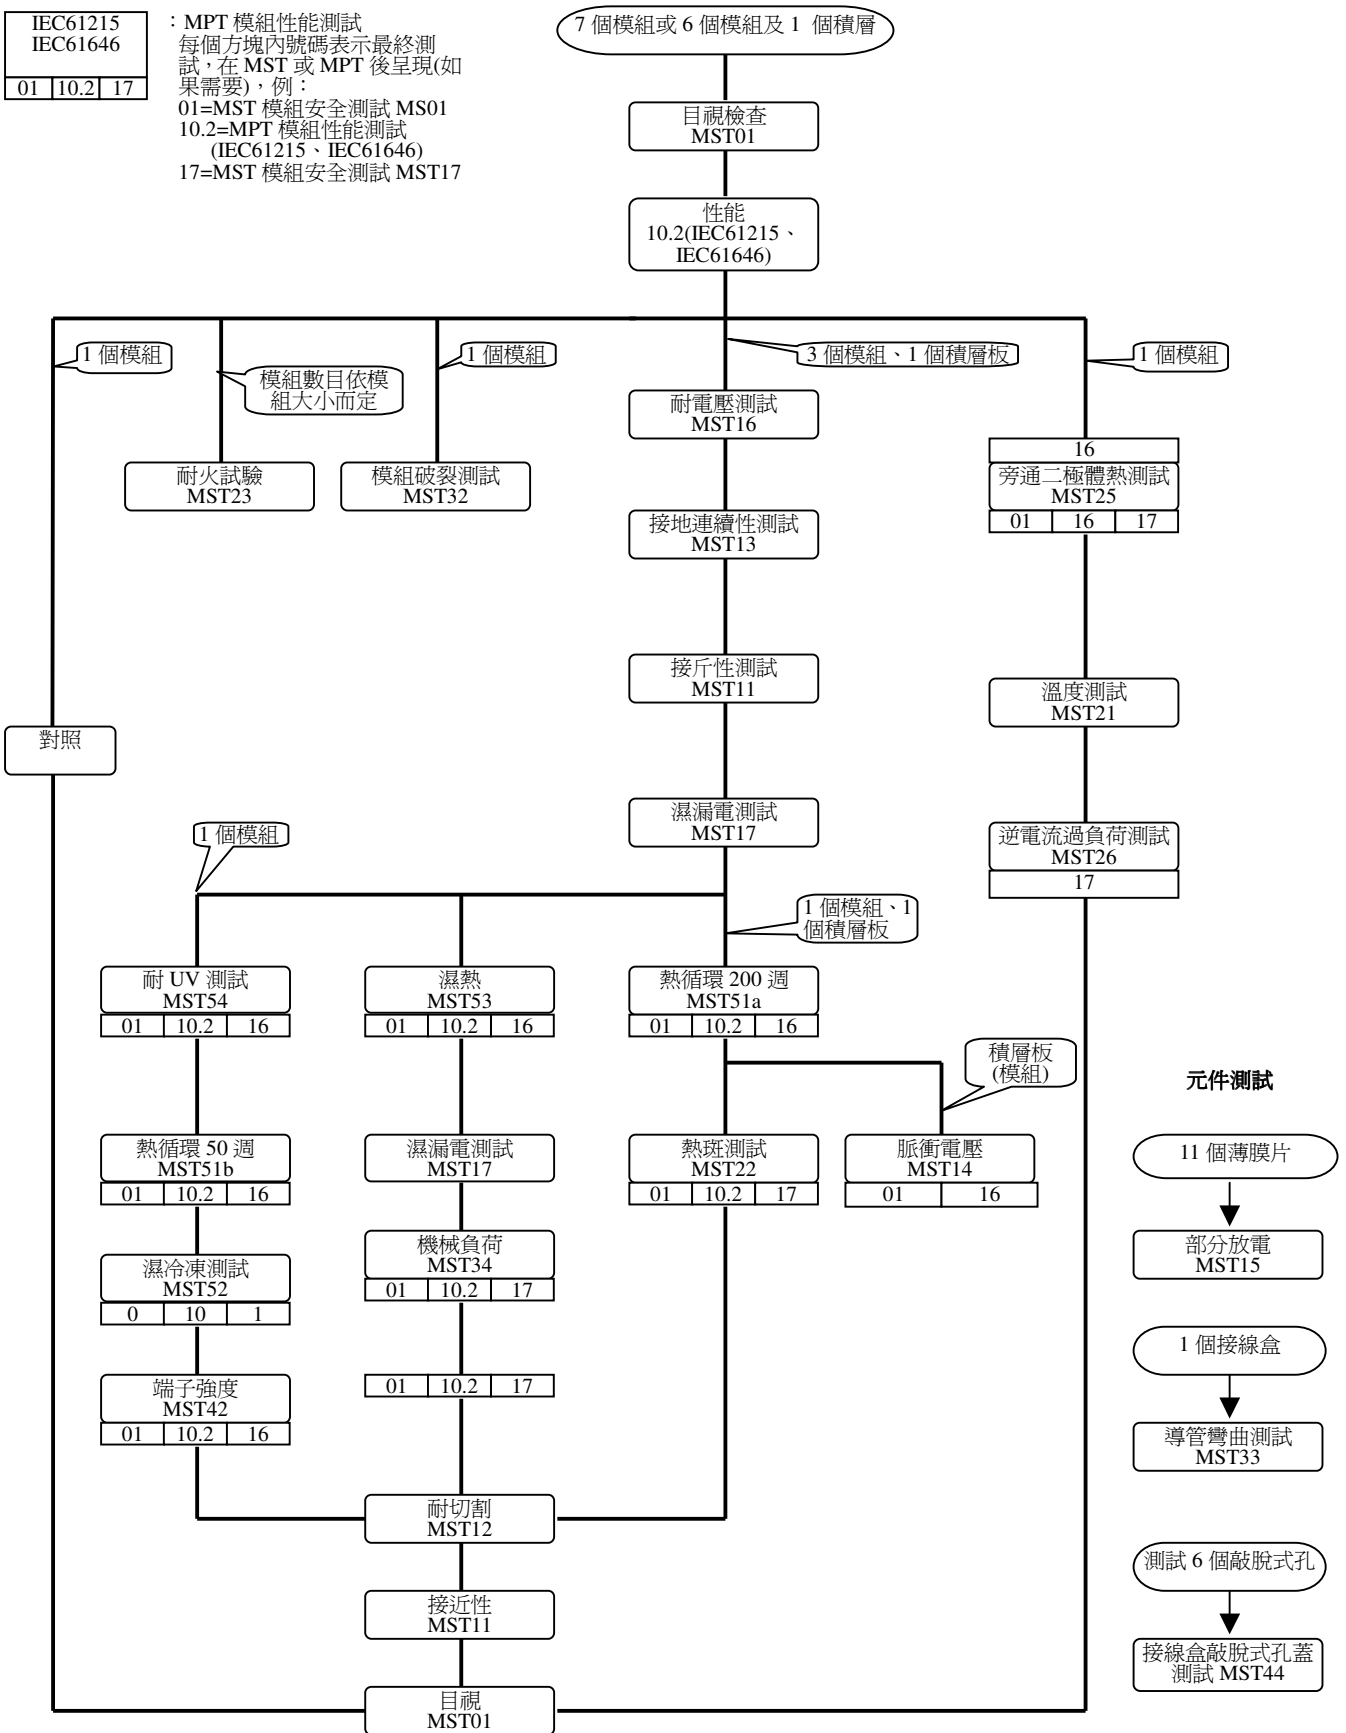 IEC61215
IEC61646
01 10.2 17
：MPT 模組性能測試
每個方塊內號碼表示最終測
試，在 MST 或 MPT 後呈現(如
果需要)，例：
01=MST 模組安全測試 MS01
10.2=MPT 模組性能測試
(IEC61215、IEC61646)
17=MST 模組安全測試 MST17
7 個模組或 6 個模組及 1 個積層
目視檢查
MST01
性能
10.2(IEC61215、
IEC61646)
1 個模組
模組數目依模
組大小而定
1 個模組
3 個模組、1 個積層板
1 個模組
耐火試驗
MST23
模組破裂測試
MST32
耐電壓測試
MST16
16
旁通二極體熱測試
MST25
01 16 17
接地連續性測試
MST13
接斤性測試
MST11
溫度測試
MST21
對照
濕漏電測試
MST17
逆電流過負荷測試
MST26
17
1 個模組
1 個模組、1
個積層板
耐 UV 測試
MST54
01 10.2 16
濕熱
MST53
01 10.2 16
熱循環 200 週
MST51a
01 10.2 16
積層板
(模組)
熱循環 50 週
MST51b
01 10.2 16
濕漏電測試
MST17
熱斑測試
MST22
01 10.2 17
脈衝電壓
MST14
01 16
濕冷凍測試
MST52
0 10 1
機械負荷
MST34
01 10.2 17
端子強度
MST42
01 10.2 16
01 10.2 17
耐切割
MST12
接近性
MST11
目視
MST01
元件測試
11 個薄膜片
部分放電
MST15
1 個接線盒
導管彎曲測試
MST33
測試 6 個敲脫式孔
接線盒敲脫式孔蓋
測試 MST44